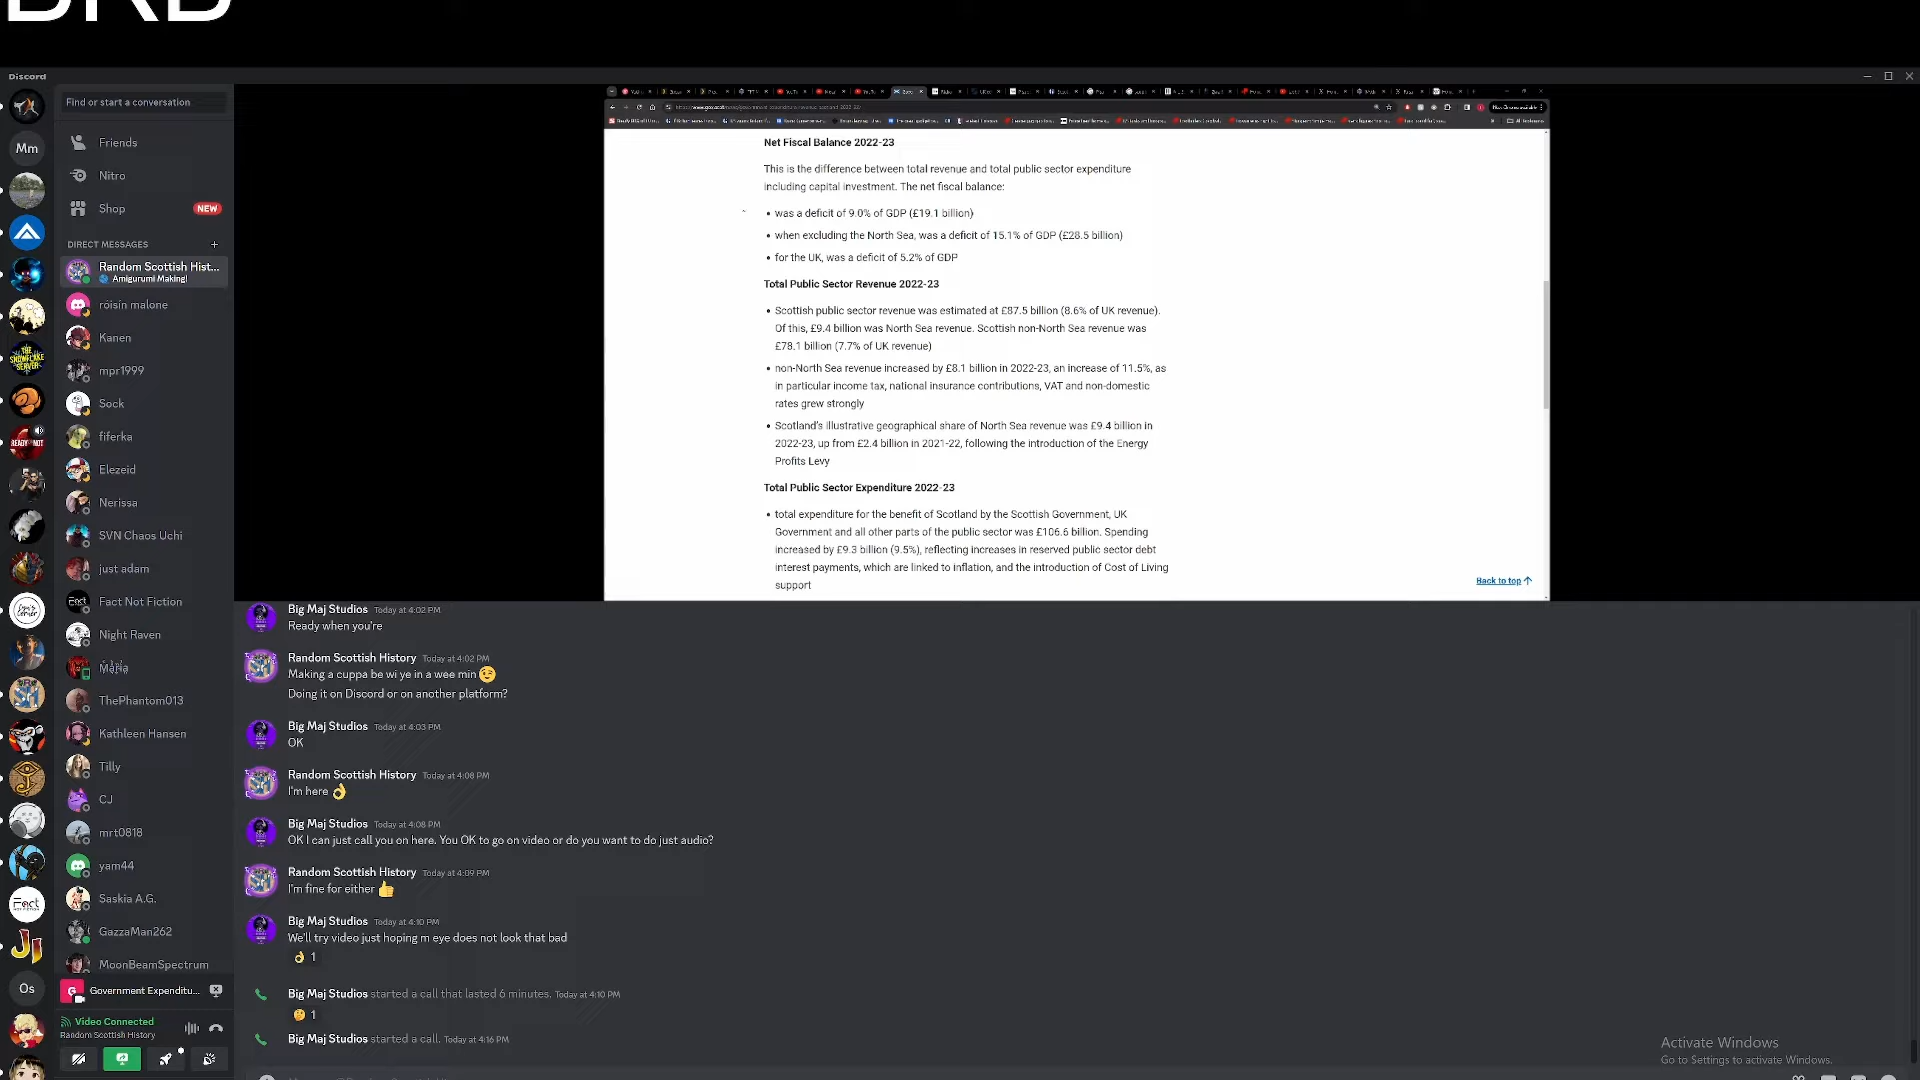 BRB
Discord
Find or start a conversation
Friends
Nitro
Shop
NEW
DIRECT MESSAGES
Random Scottish Hist...
Amigurumi Making!
róisín malone
Kanen
mpr1999
Sock
fiferka
Elezeid
Nerissa
SVN Chaos Uchi
just adam
Fact Not Fiction
Night Raven
Maria
ThePhantom013
Kathleen Hansen
Tilly
CJ
mrt0818
yam44
Saskia A.G.
GazzaMan262
MoonBeamSpectrum
Government Expenditu...
Video Connected
Random Scottish History
Mm
THE SNOWFLAKE SERVER
READY OR NOT
Fact
Os
Net Fiscal Balance 2022-23
This is the difference between total revenue and total public sector expenditure
including capital investment. The net fiscal balance:
• was a deficit of 9.0% of GDP (£19.1 billion)
• when excluding the North Sea, was a deficit of 15.1% of GDP (£28.5 billion)
• for the UK, was a deficit of 5.2% of GDP
Total Public Sector Revenue 2022-23
• Scottish public sector revenue was estimated at £87.5 billion (8.6% of UK revenue).
Of this, £9.4 billion was North Sea revenue. Scottish non-North Sea revenue was
£78.1 billion (7.7% of UK revenue)
• non-North Sea revenue increased by £8.1 billion in 2022-23, an increase of 11.5%, as
in particular income tax, national insurance contributions, VAT and non-domestic
rates grew strongly
• Scotland's illustrative geographical share of North Sea revenue was £9.4 billion in
2022-23, up from £2.4 billion in 2021-22, following the introduction of the Energy
Profits Levy
Total Public Sector Expenditure 2022-23
• total expenditure for the benefit of Scotland by the Scottish Government, UK
Government and all other parts of the public sector was £106.6 billion. Spending
increased by £9.3 billion (9.5%), reflecting increases in reserved public sector debt
interest payments, which are linked to inflation, and the introduction of Cost of Living
support
Back to top
Big Maj Studios Today at 4:02 PM
Ready when you're
Random Scottish History Today at 4:02 PM
Making a cuppa be wi ye in a wee min 😉
Doing it on Discord or on another platform?
Big Maj Studios Today at 4:03 PM
OK
Random Scottish History Today at 4:08 PM
I'm here 👌
Big Maj Studios Today at 4:08 PM
OK I can just call you on here. You OK to go on video or do you want to do just audio?
Random Scottish History Today at 4:09 PM
I'm fine for either 👍
Big Maj Studios Today at 4:10 PM
We'll try video just hoping m eye does not look that bad
👌 1
Big Maj Studios started a call that lasted 6 minutes. Today at 4:10 PM
🤔 1
Big Maj Studios started a call. Today at 4:16 PM
Activate Windows
Go to Settings to activate Windows.